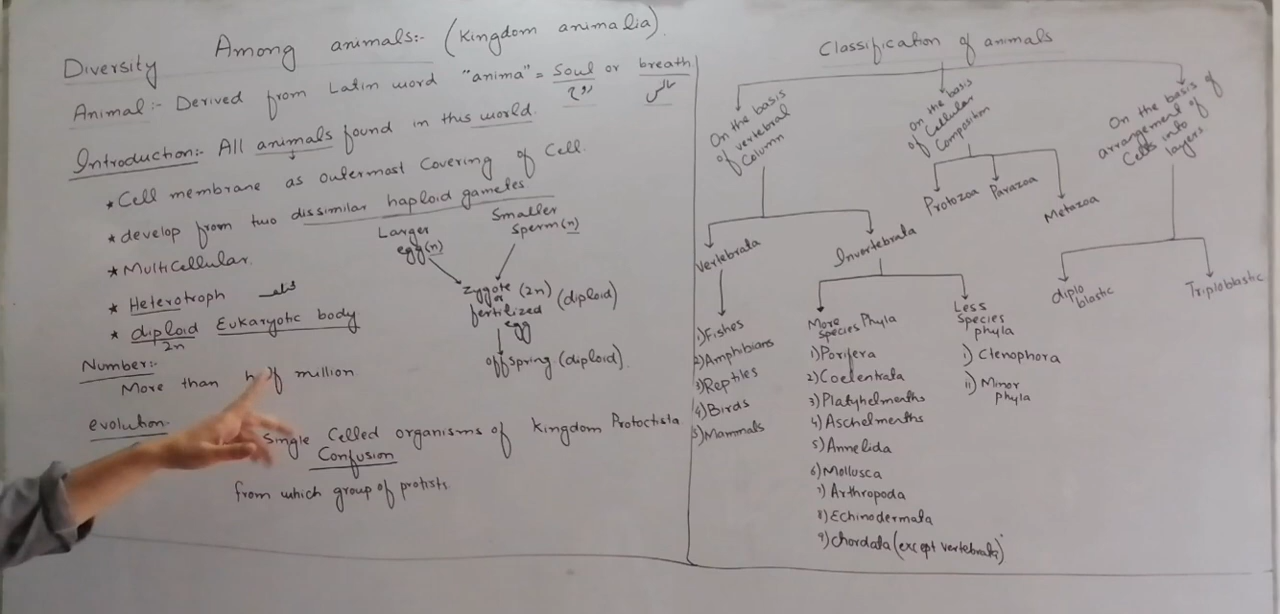 Diversity Among animals:- (Kingdom animalia)
Animal:- Derived from Latin word "anima" = Soul or breath
روح
Introduction:- All animals found in this world.
* Cell membrane as outermost Covering of Cell.
* develop from two dissimilar haploid gametes
Larger egg (n)
Smaller Sperm (n)
* Multicellular.
* Heterotroph
Zygote (2n)
or
fertilized egg
(diploid)
* diploid Eukaryotic body
2n
offspring (diploid)
Number:-
More than million
evolution:-
Single Celled organisms of Kingdom Protoctista
Confusion
from which group of protists
Classification of animals
On the basis
of vertebral
Column
On the basis
of Cellular
Composition
On the basis of
arrangement of
Cells into
layers.
Protozoa
Parazoa
Metazoa
Vertebrata
Invertebrata
diplo
blastic
Triploblastic
1) Fishes
2) Amphibians
3) Reptiles
4) Birds
5) Mammals
More
Species Phyla
1) Porifera
2) Coelentrata
3) Platyhelmenths
4) Aschelmenths
5) Annelida
6) Mollusca
7) Arthropoda
8) Echinodermata
9) Chordata (except vertebrata)
Less
Species
phyla
i) Ctenophora
ii) Minor
phyla